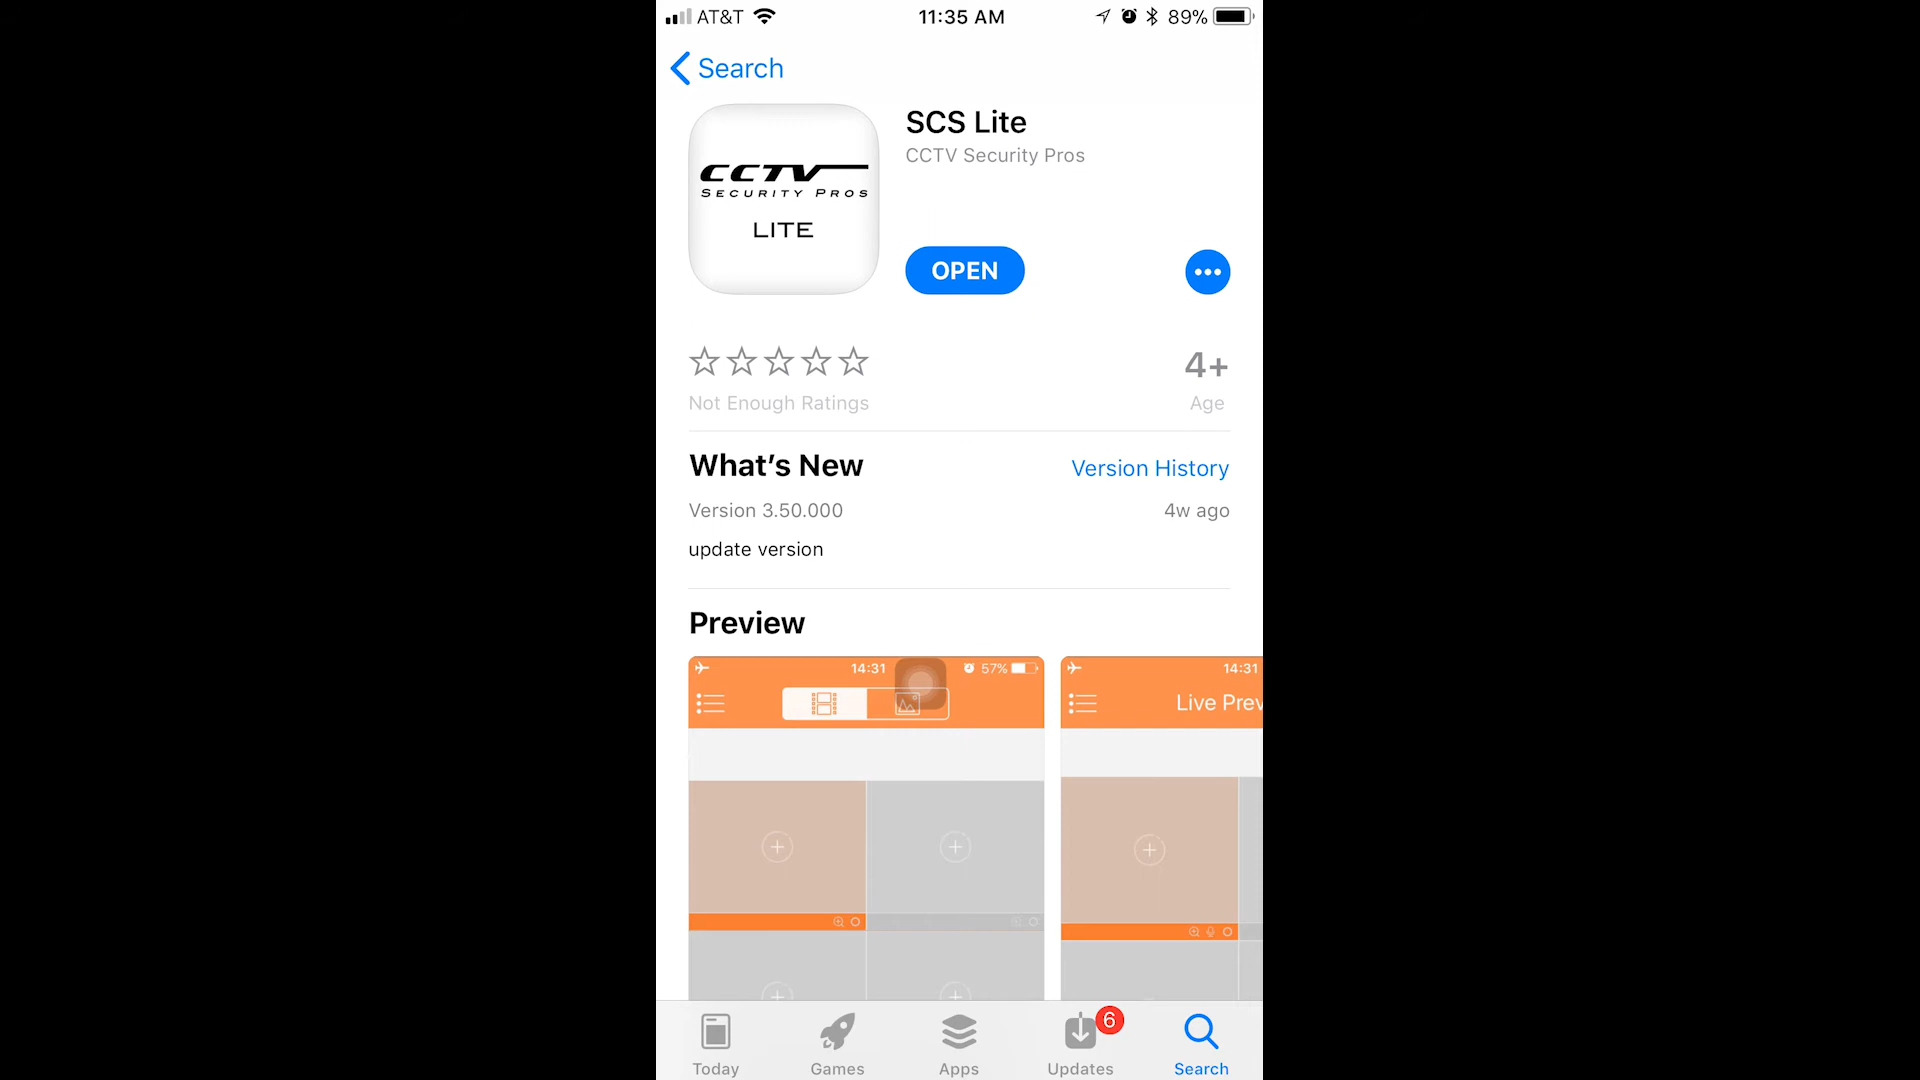 AT&T 11:35 AM 89%
Search
CCTV
SECURITY PROS
LITE
SCS Lite
CCTV Security Pros
OPEN
Not Enough Ratings
4+
Age
What's New
Version History
Version 3.50.000
4w ago
update version
Preview
14:31 57%
14:31
Live Prev
6
Today
Games
Apps
Updates
Search